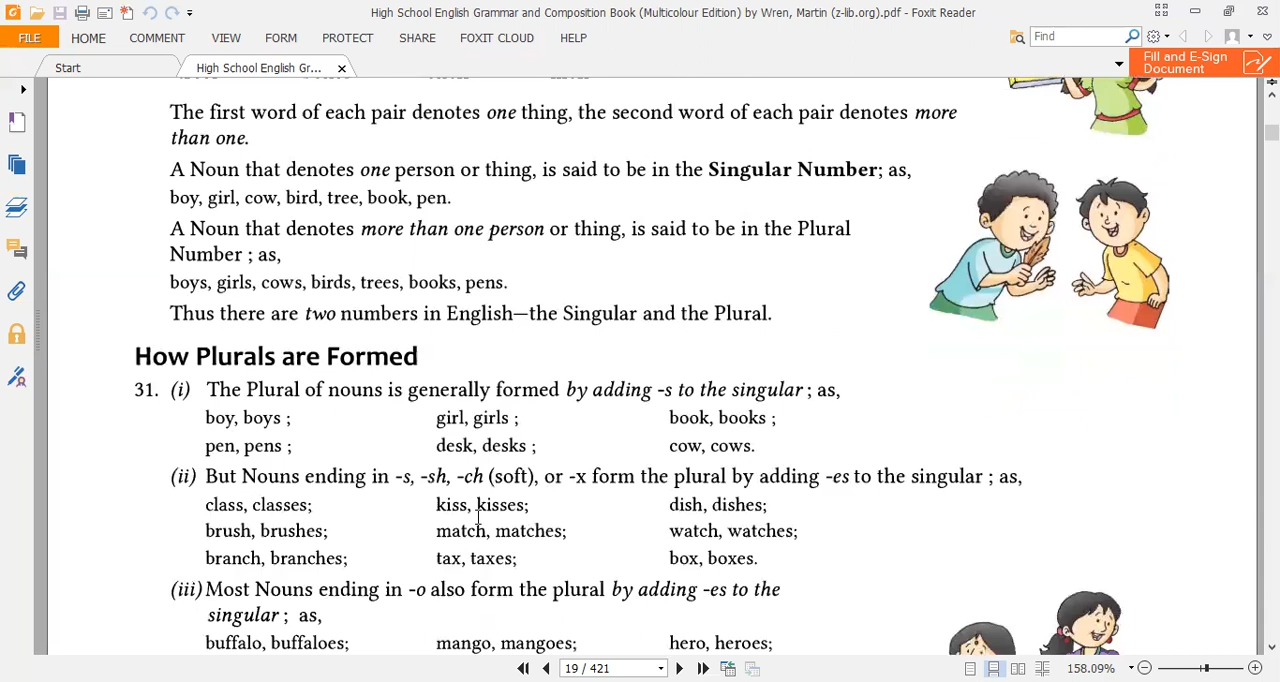 High School English Grammar and Composition Book (Multicolour Edition) by Wren, Martin (z-lib.org).pdf - Foxit Reader
FILE HOME COMMENT VIEW FORM PROTECT SHARE FOXIT CLOUD HELP Find
Start High School English Gr... Fill and E-Sign
Document
The first word of each pair denotes one thing, the second word of each pair denotes more
than one.
A Noun that denotes one person or thing, is said to be in the Singular Number; as,
boy, girl, cow, bird, tree, book, pen.
A Noun that denotes more than one person or thing, is said to be in the Plural
Number ; as,
boys, girls, cows, birds, trees, books, pens.
Thus there are two numbers in English—the Singular and the Plural.
How Plurals are Formed
31. (i) The Plural of nouns is generally formed by adding -s to the singular ; as,
boy, boys ; girl, girls ; book, books ;
pen, pens ; desk, desks ; cow, cows.
(ii) But Nouns ending in -s, -sh, -ch (soft), or -x form the plural by adding -es to the singular ; as,
class, classes; kiss, kisses; dish, dishes;
brush, brushes; match, matches; watch, watches;
branch, branches; tax, taxes; box, boxes.
(iii) Most Nouns ending in -o also form the plural by adding -es to the
singular ; as,
buffalo, buffaloes; mango, mangoes; hero, heroes;
19 / 421 158.09%